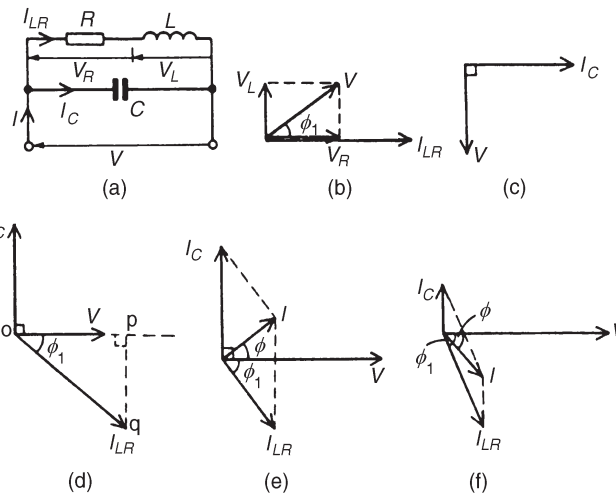 I_LR R L
V_R V_L
I_C C
I
V
(a)
V_L V
ϕ_1
V_R I_LR
(b)
I_C
V
(c)
V p
o
ϕ_1
q
I_LR
(d)
I_C
I
ϕ
ϕ_1
V
I_LR
(e)
I_C
ϕ
ϕ_1
I
I_LR
(f)